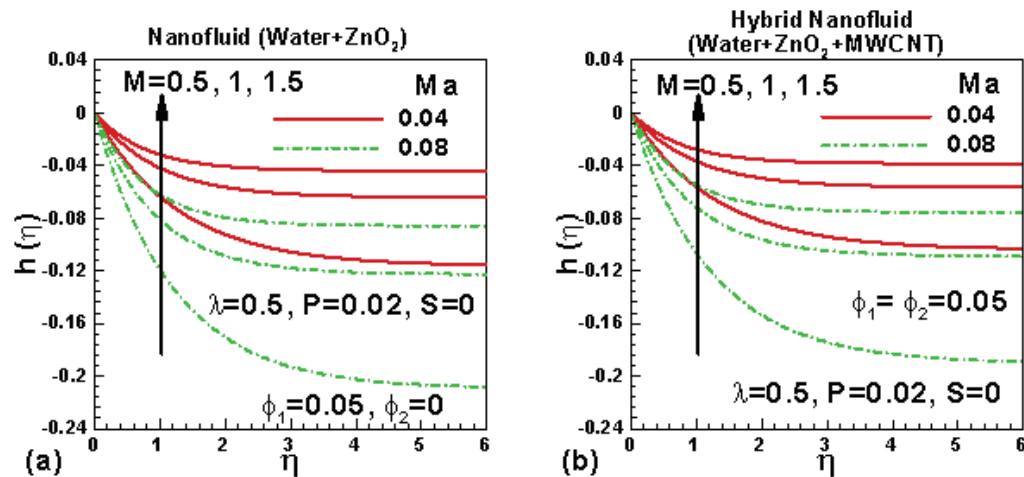 Nanofluid (Water+ZnO₂)
0.04
0
-0.04
-0.08
-0.12
-0.16
-0.2
-0.24
h (η)
M=0.5, 1, 1.5
Ma
0.04
0.08
λ=0.5, P=0.02, S=0
ϕ₁=0.05, ϕ₂=0
0 1 2 3 4 5 6
(a) η
Hybrid Nanofluid
(Water+ZnO₂+MWCNT)
0.04
0
-0.04
-0.08
-0.12
-0.16
-0.2
-0.24
h (η)
M=0.5, 1, 1.5
Ma
0.04
0.08
ϕ₁= ϕ₂=0.05
λ=0.5, P=0.02, S=0
0 1 2 3 4 5 6
(b) η